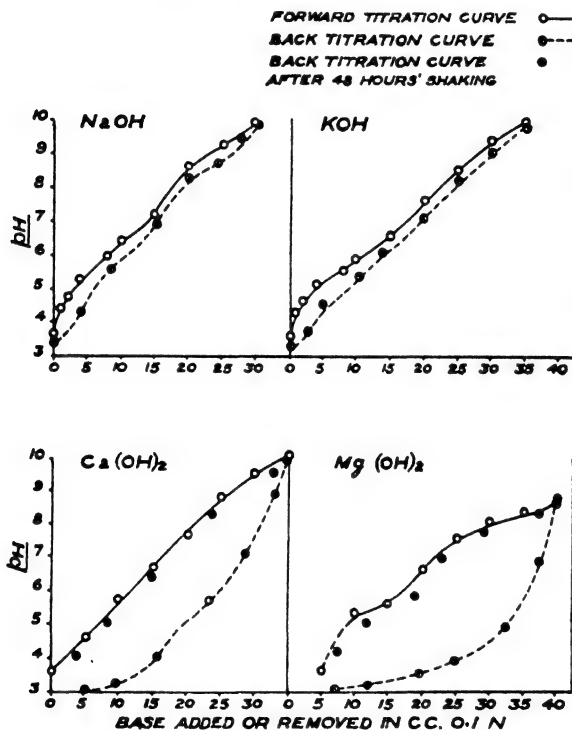 FORWARD TITRATION CURVE
BACK TITRATION CURVE
BACK TITRATION CURVE
AFTER 48 HOURS' SHAKING
NaOH
KOH
10
9
8
7
6
5
4
3
pH
0 5 10 15 20 25 30
0 5 10 15 20 25 30 35 40
Ca(OH)2
Mg (OH)2
10
9
8
7
6
5
4
3
pH
0 5 10 15 20 25 30 0
5 10 15 20 25 30 35 40
BASE ADDED OR REMOVED IN CC. 0.1 N